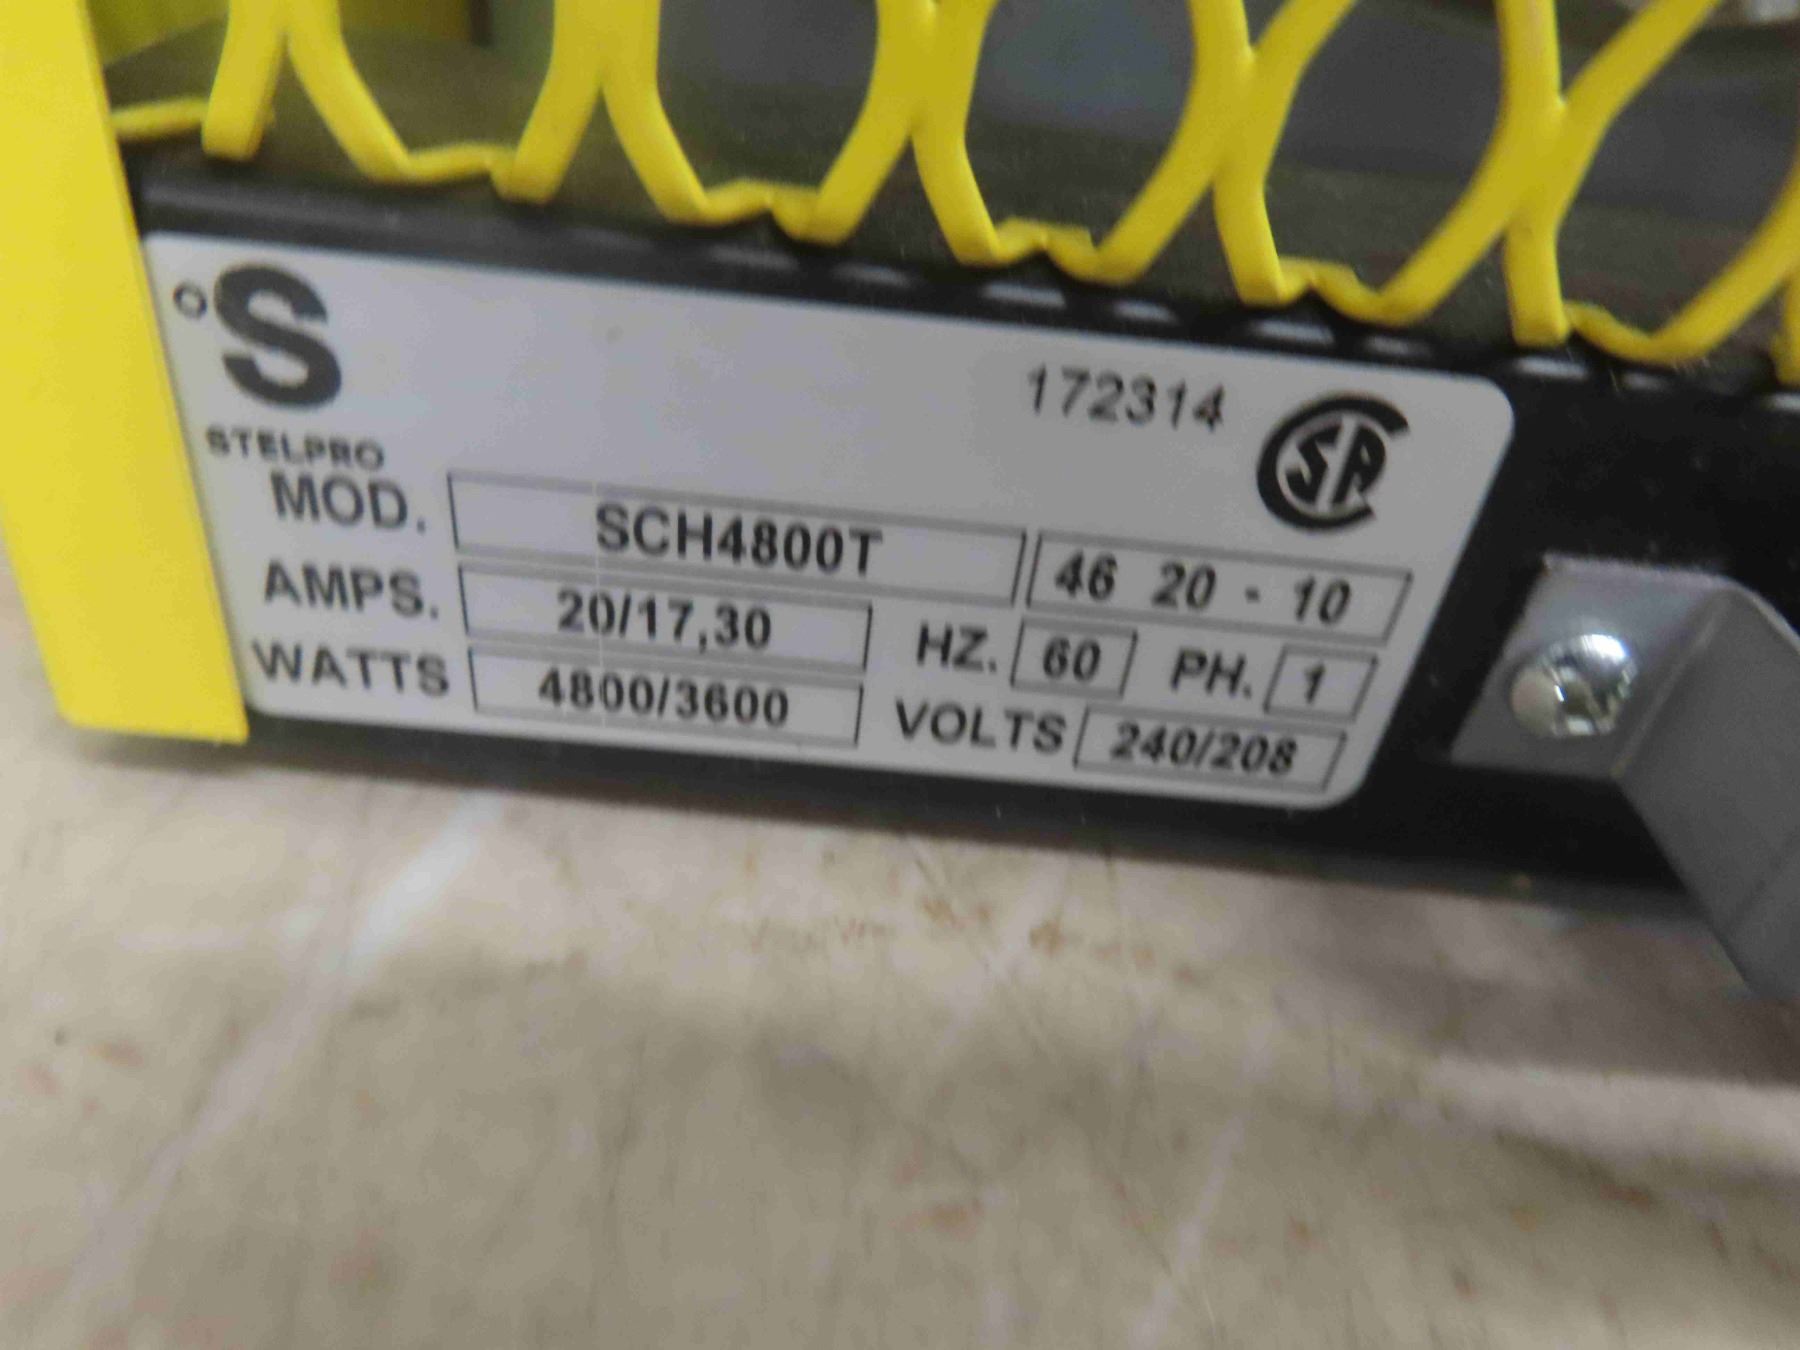 °S
STELPRO
172314
CSA
MOD. SCH4800T 46 20 - 10
AMPS. 20/17,30 HZ. 60 PH. 1
WATTS 4800/3600 VOLTS 240/208